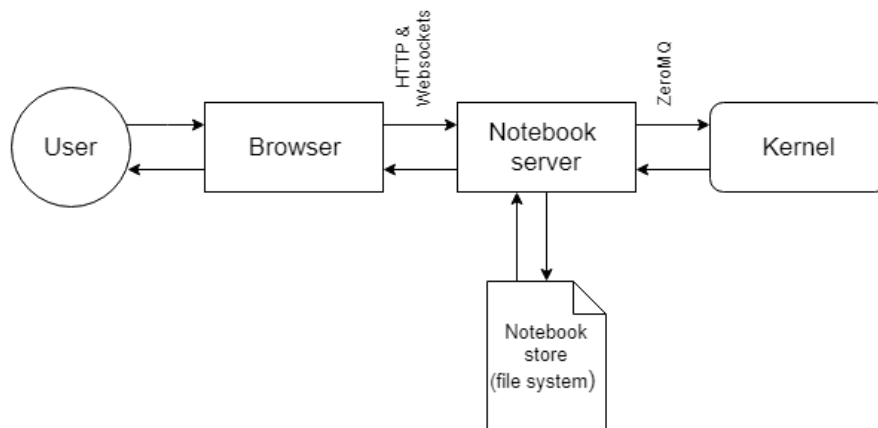 HTTP &
Websockets
ZeroMQ
User
Browser
Notebook
server
Kernel
Notebook
store
(file system)